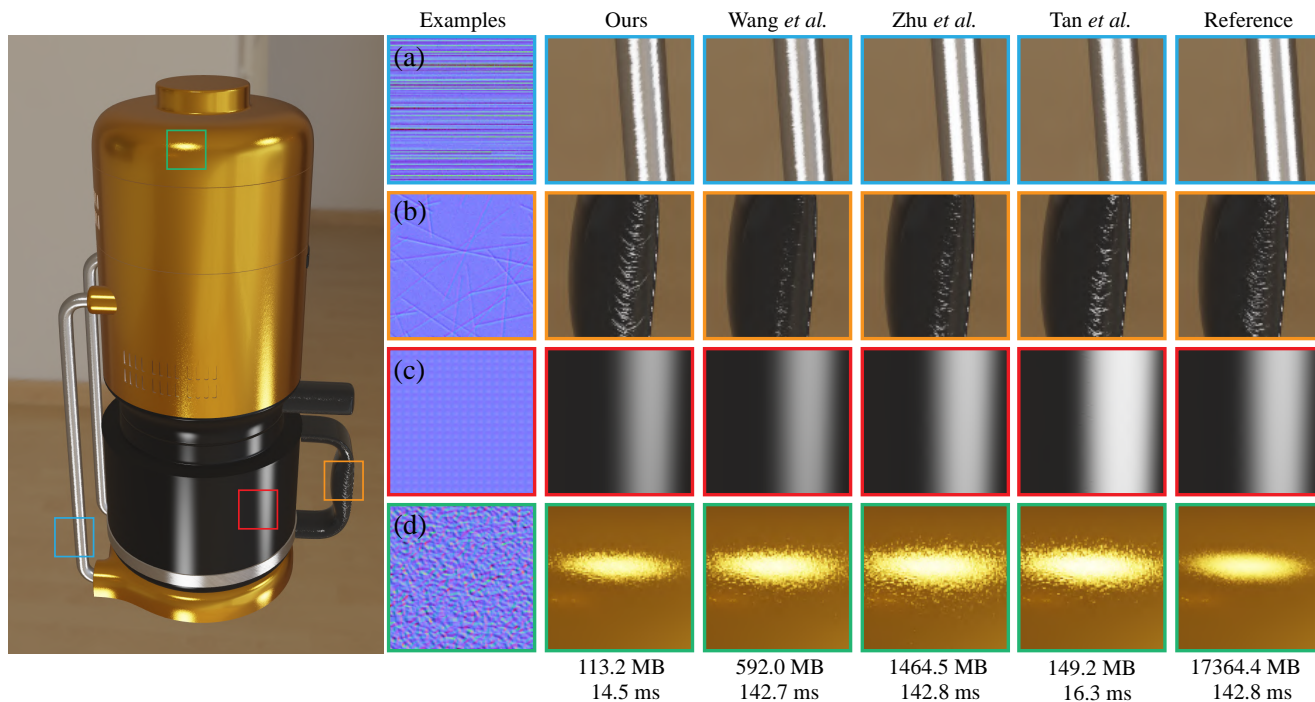 Examples Ours Wang et al. Zhu et al. Tan et al. Reference
(a)
(b)
(c)
(d)
113.2 MB 592.0 MB 1464.5 MB 149.2 MB 17364.4 MB
14.5 ms 142.7 ms 142.8 ms 16.3 ms 142.8 ms